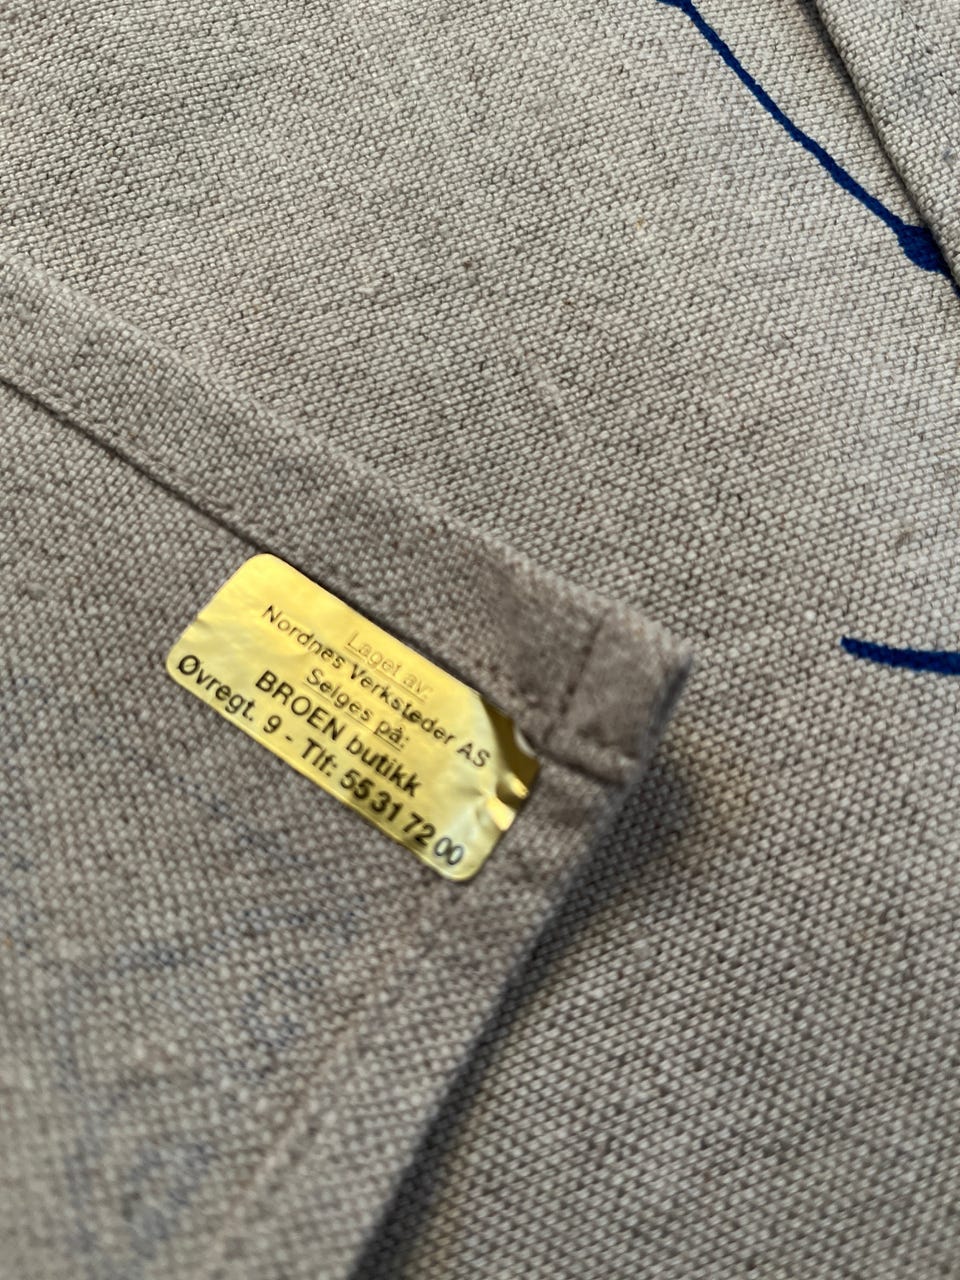 Laget av:
Nordnes Verksteder AS
Selges på:
BROEN butikk
Øvregt. 9 - Tlf: 55 31 72 00